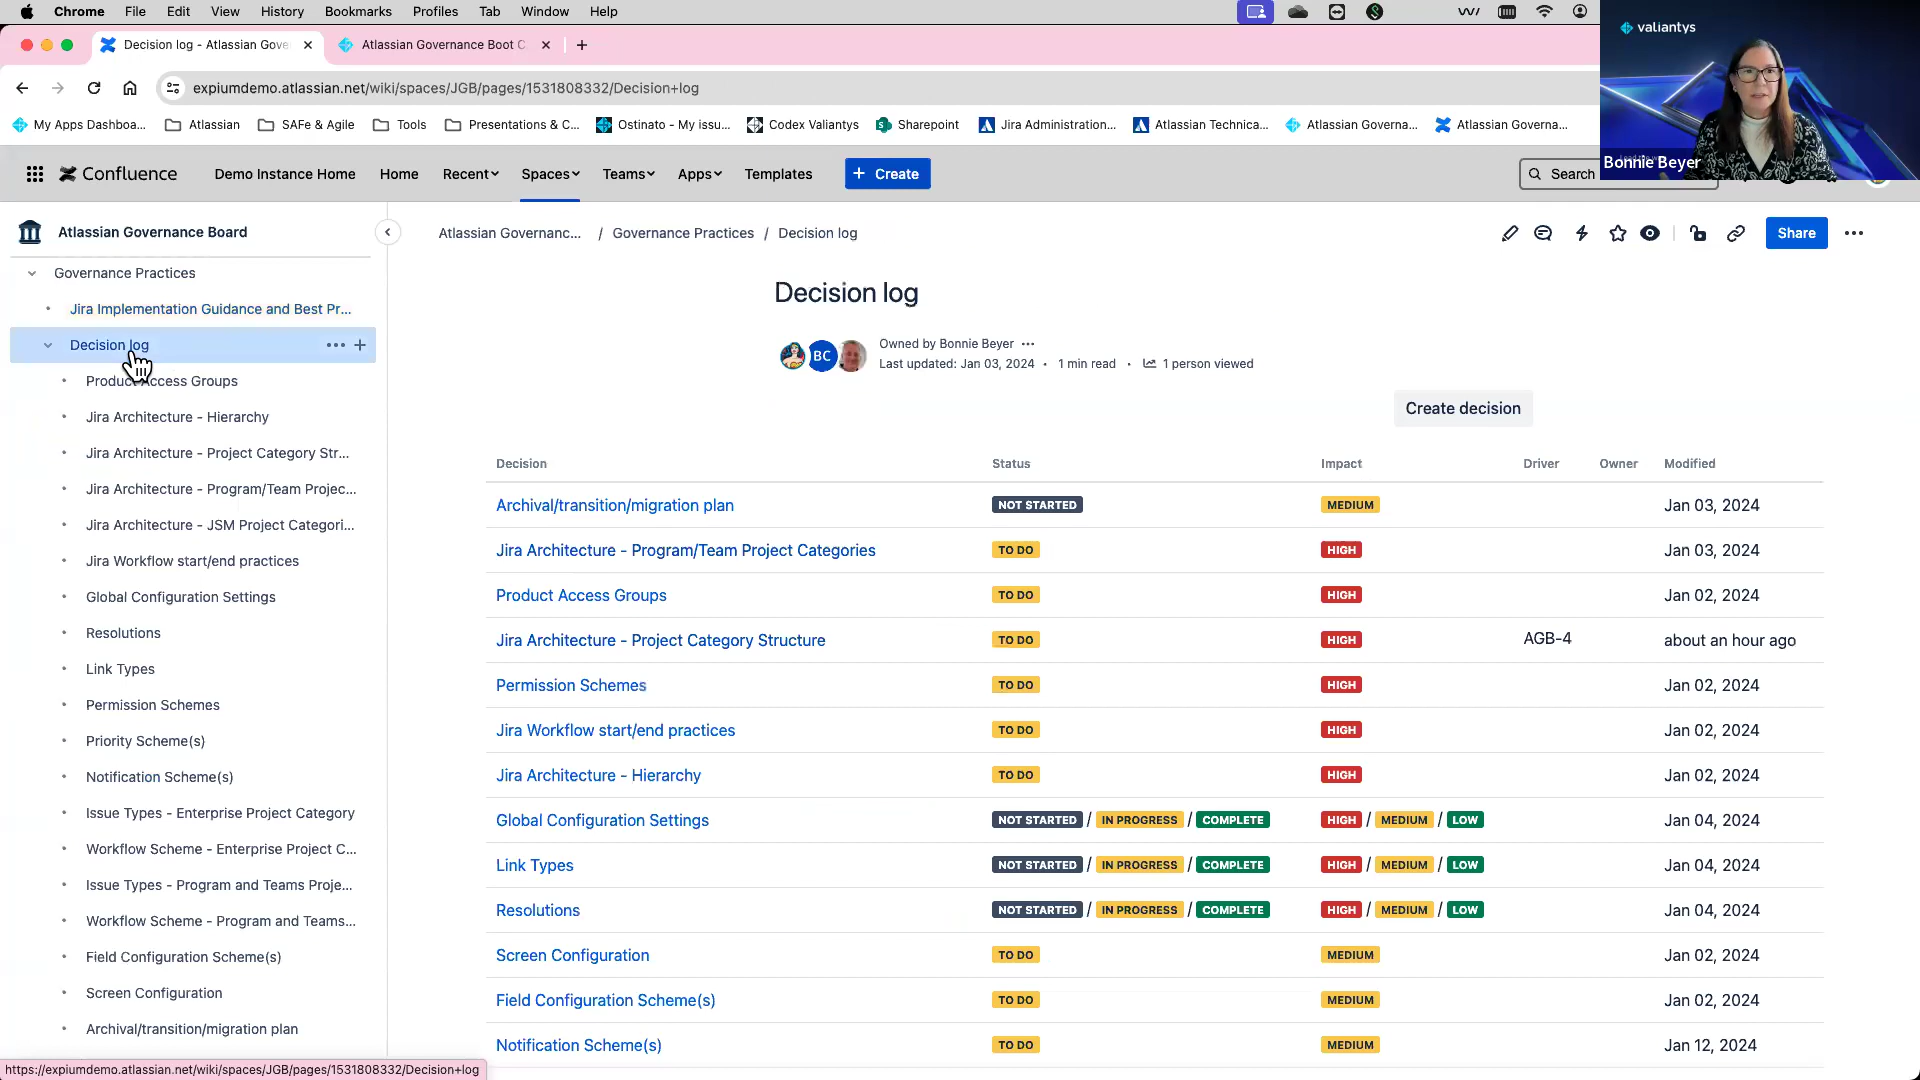 Chrome File Edit View History Bookmarks Profiles Tab Window Help
Decision log - Atlassian Gove
Atlassian Governance Boot C
expiumdemo.atlassian.net/wiki/spaces/JGB/pages/1531808332/Decision+log
My Apps Dashboa... Atlassian SAFe & Agile Tools Presentations & C... Ostinato - My issu... Codex Valiantys Sharepoint Jira Administration... Atlassian Technica... Atlassian Governa... Atlassian Governa...
valiantys
Bonnie Beyer
Confluence Demo Instance Home Home Recent Spaces Teams Apps Templates + Create Search
Atlassian Governance Board
Governance Practices
Jira Implementation Guidance and Best Pr...
Decision log
Product Access Groups
Jira Architecture - Hierarchy
Jira Architecture - Project Category Str...
Jira Architecture - Program/Team Projec...
Jira Architecture - JSM Project Categori...
Jira Workflow start/end practices
Global Configuration Settings
Resolutions
Link Types
Permission Schemes
Priority Scheme(s)
Notification Scheme(s)
Issue Types - Enterprise Project Category
Workflow Scheme - Enterprise Project C...
Issue Types - Program and Teams Proje...
Workflow Scheme - Program and Teams...
Field Configuration Scheme(s)
Screen Configuration
Archival/transition/migration plan
https://expiumdemo.atlassian.net/wiki/spaces/JGB/pages/1531808332/Decision+log
Atlassian Governanc... / Governance Practices / Decision log
Share
Decision log
BC
Owned by Bonnie Beyer
Last updated: Jan 03, 2024 • 1 min read • 1 person viewed
Create decision
Decision Status Impact Driver Owner Modified
Archival/transition/migration plan NOT STARTED MEDIUM Jan 03, 2024
Jira Architecture - Program/Team Project Categories TO DO HIGH Jan 03, 2024
Product Access Groups TO DO HIGH Jan 02, 2024
Jira Architecture - Project Category Structure TO DO HIGH AGB-4 about an hour ago
Permission Schemes TO DO HIGH Jan 02, 2024
Jira Workflow start/end practices TO DO HIGH Jan 02, 2024
Jira Architecture - Hierarchy TO DO HIGH Jan 02, 2024
Global Configuration Settings NOT STARTED / IN PROGRESS / COMPLETE HIGH / MEDIUM / LOW Jan 04, 2024
Link Types NOT STARTED / IN PROGRESS / COMPLETE HIGH / MEDIUM / LOW Jan 04, 2024
Resolutions NOT STARTED / IN PROGRESS / COMPLETE HIGH / MEDIUM / LOW Jan 04, 2024
Screen Configuration TO DO MEDIUM Jan 02, 2024
Field Configuration Scheme(s) TO DO MEDIUM Jan 02, 2024
Notification Scheme(s) TO DO MEDIUM Jan 12, 2024